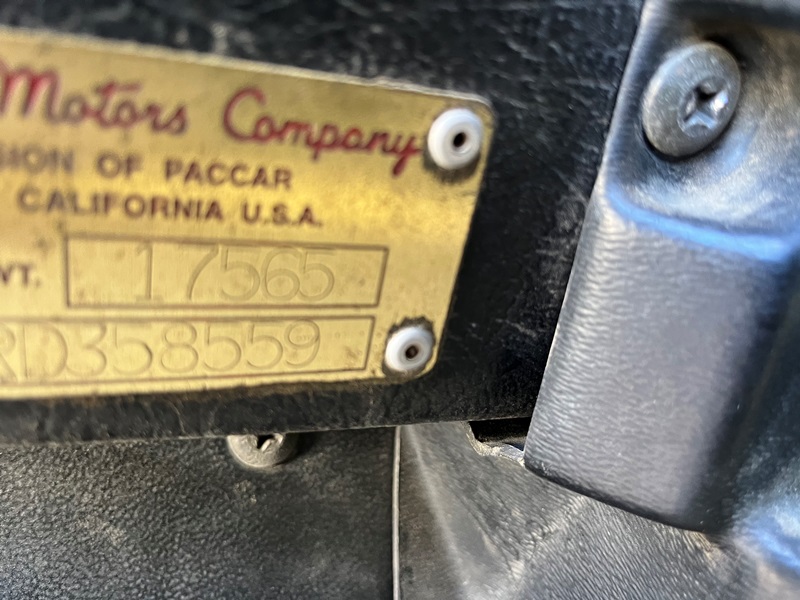 Motors Company
SION OF PACCAR
CALIFORNIA U.S.A.
WT. 17565
RD358559